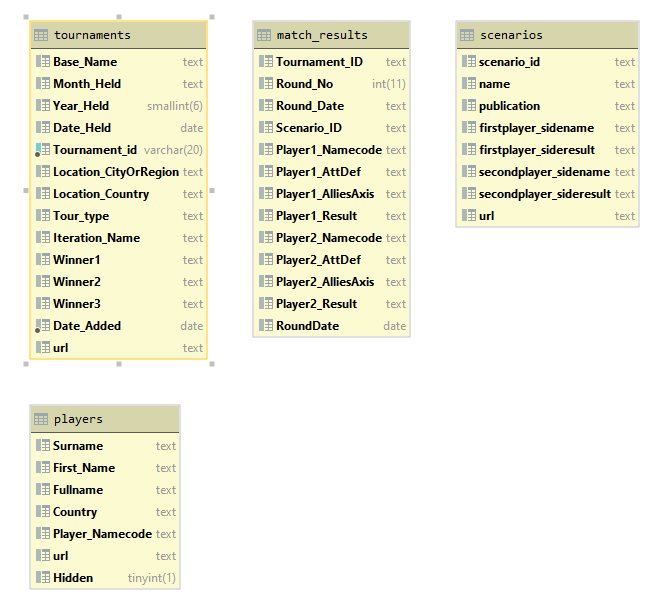 tournaments
Base_Name text
Month_Held text
Year_Held smallint(6)
Date_Held date
Tournament_id varchar(20)
Location_CityOrRegion text
Location_Country text
Tour_type text
Iteration_Name text
Winner1 text
Winner2 text
Winner3 text
Date_Added date
url text
match_results
Tournament_ID text
Round_No int(11)
Round_Date text
Scenario_ID text
Player1_Namecode text
Player1_AttDef text
Player1_AlliesAxis text
Player1_Result text
Player2_Namecode text
Player2_AttDef text
Player2_AlliesAxis text
Player2_Result text
RoundDate date
scenarios
scenario_id text
name text
publication text
firstplayer_sidename text
firstplayer_sideresult text
secondplayer_sidename text
secondplayer_sideresult text
url text
players
Surname text
First_Name text
Fullname text
Country text
Player_Namecode text
url text
Hidden tinyint(1)